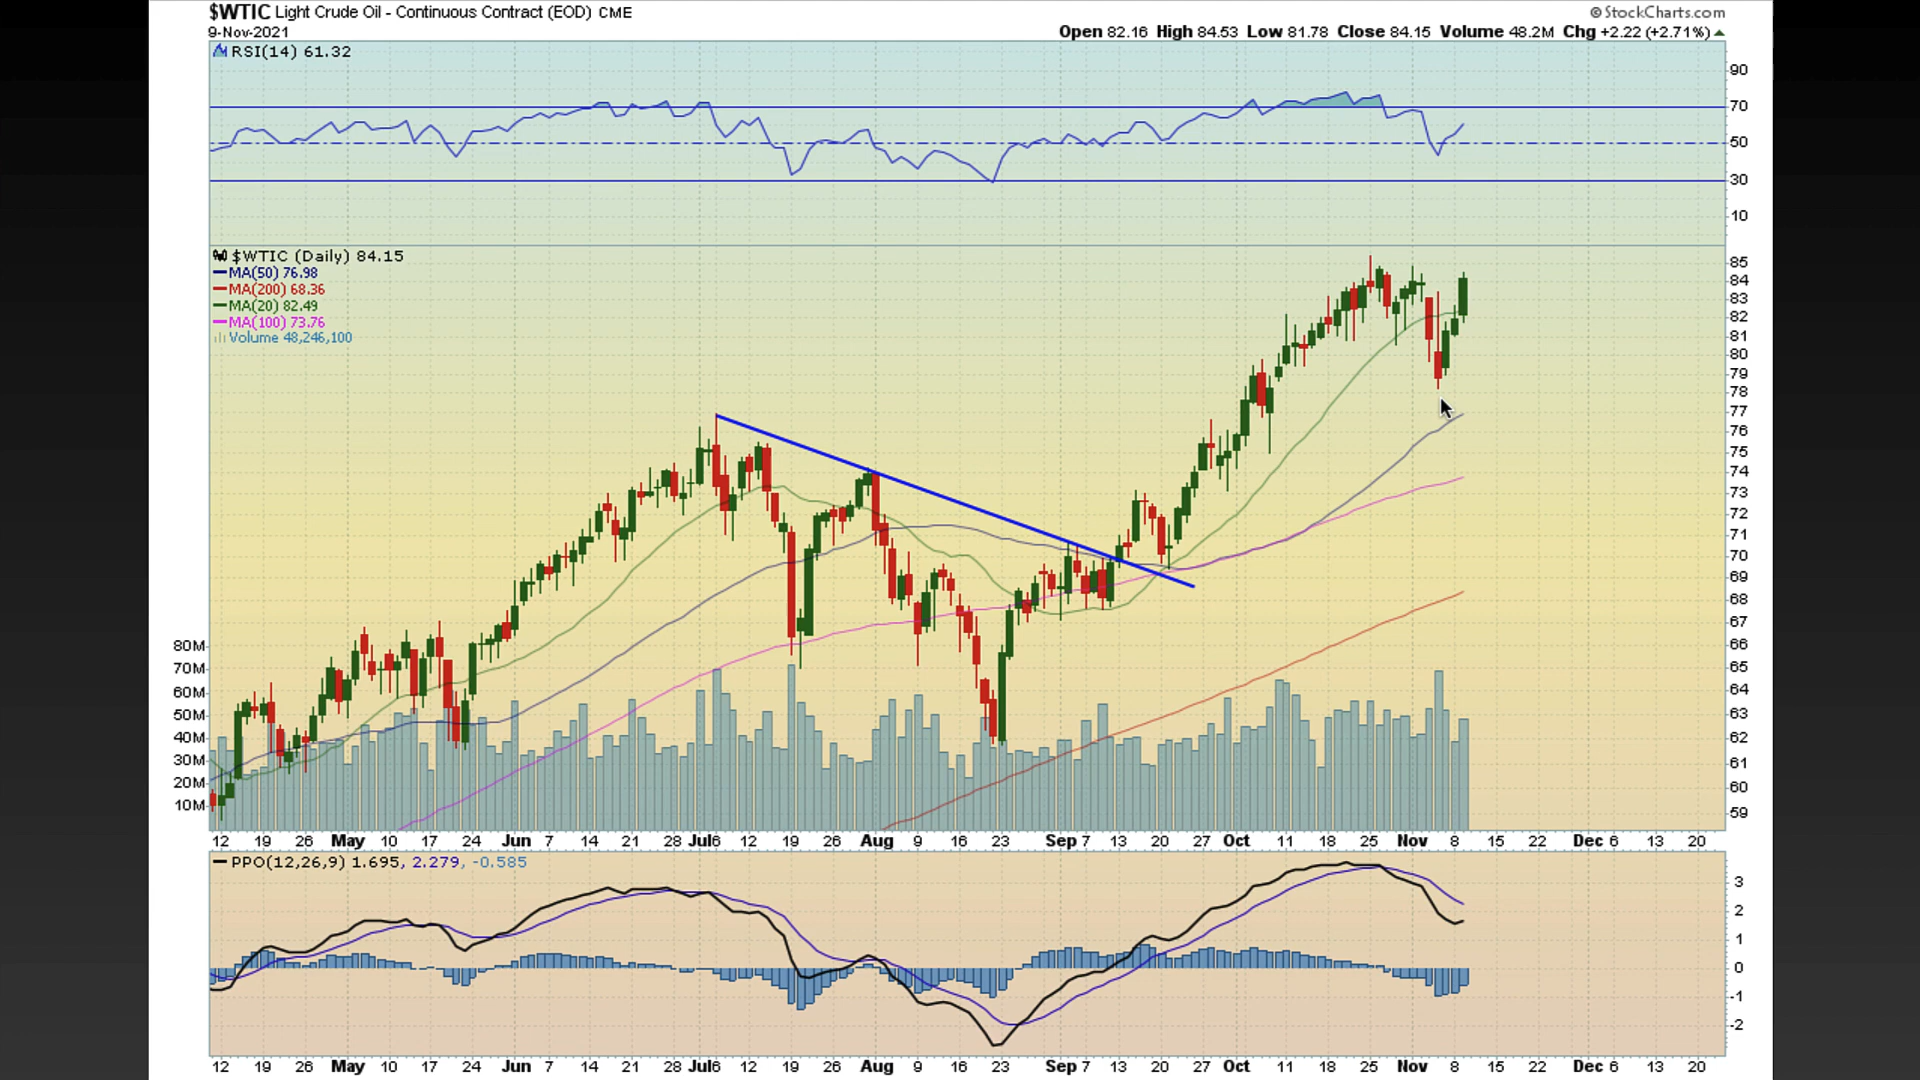 $WTIC Light Crude Oil - Continuous Contract (EOD) CME
© StockCharts.com
9-Nov-2021
Open 82.16 High 84.53 Low 81.78 Close 84.15 Volume 48.2M Chg +2.22 (+2.71%)
RSI(14) 61.32
90
70
50
30
10
$WTIC (Daily) 84.15
MA(50) 76.98
MA(200) 68.36
MA(20) 82.49
MA(100) 73.76
Volume 48,246,100
85
84
83
82
81
80
79
78
77
76
75
74
73
72
71
70
69
68
67
66
65
64
63
62
61
60
59
80M
70M
60M
50M
40M
30M
20M
10M
12 19 26 May 10 17 24 Jun 7 14 21 28 Jul6 12 19 26 Aug 9 16 23 Sep 7 13 20 27 Oct 11 18 25 Nov 8 15 22 Dec 6 13 20
PPO(12,26,9) 1.695, 2.279, -0.585
3
2
1
0
-1
-2
12 19 26 May 10 17 24 Jun 7 14 21 28 Jul6 12 19 26 Aug 9 16 23 Sep 7 13 20 27 Oct 11 18 25 Nov 8 15 22 Dec 6 13 20